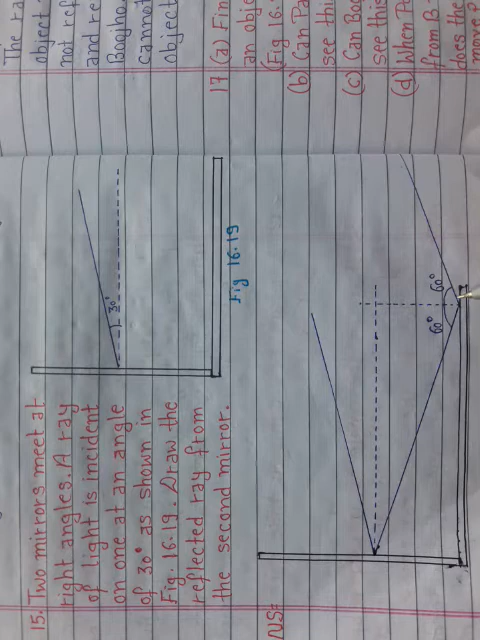 The ra
object
not ref
and re
Boojho
cannot
object
15. Two mirrors meet at
right angles. A ray
of light is incident
on one at an angle
of 30° as shown in
Fig. 16.19. Draw the
reflected ray from
the second mirror.
30°
Fig 16.19
17. (a) Fin
an obje
(Fig 16.
(b) Can Pa
see this
(c) Can Boo
see this
(d) When Pa
from B
does the
move
NS:
60° 60°